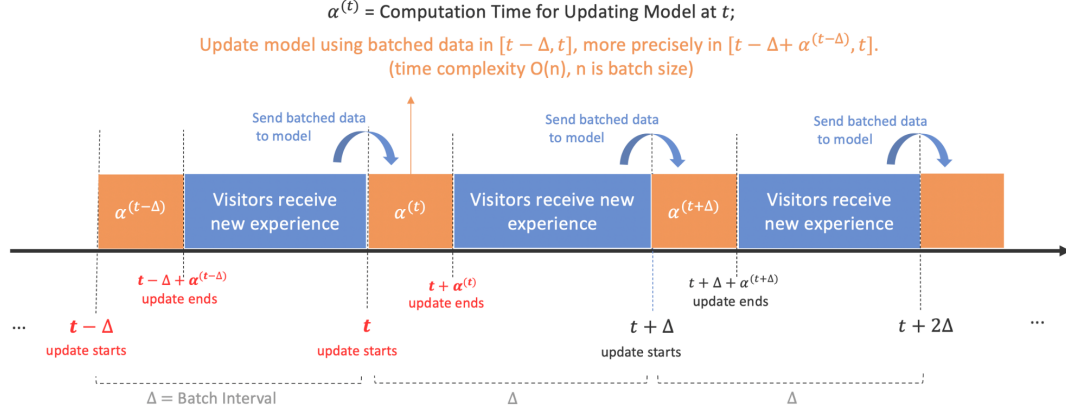 α^(t) = Computation Time for Updating Model at t;
Update model using batched data in [t − Δ, t], more precisely in [t − Δ+ α^(t−Δ), t].
(time complexity O(n), n is batch size)
Send batched data
to model
Send batched data
to model
Send batched data
to model
α^(t−Δ)
Visitors receive
new experience
α^(t)
Visitors receive new
experience
α^(t+Δ)
Visitors receive
new experience
t − Δ + α^(t−Δ)
update ends
t + α^(t)
update ends
t + Δ + α^(t+Δ)
update ends
...
t − Δ
update starts
t
update starts
t + Δ
update starts
t + 2Δ
...
Δ = Batch Interval
Δ
Δ